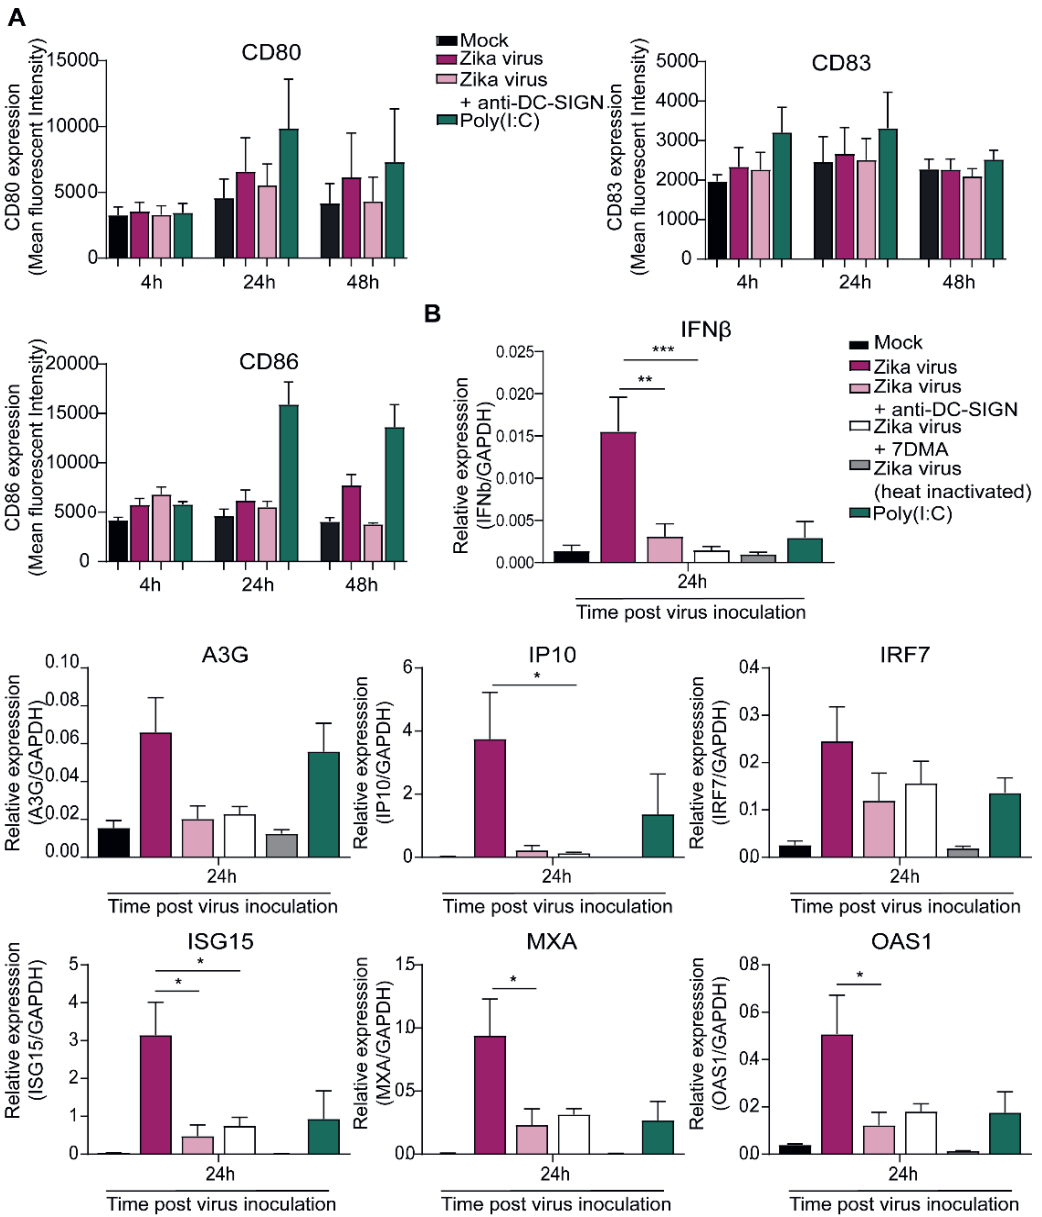 A
CD80
CD80 expression
(Mean fluorescent Intensity)
15000
10000
5000
0
4h
24h
48h
Mock
Zika virus
Zika virus
+ anti-DC-SIGN
Poly(I:C)
CD83
CD83 expression
(Mean fluorescent Intensity)
5000
4000
3000
2000
1000
0
4h
24h
48h
CD86
CD86 expression
(Mean fluorescent Intensity)
20000
15000
10000
5000
0
4h
24h
48h
B
IFNβ
Relative expresssion
(IFNb/GAPDH)
0.025
0.020
0.015
0.010
0.005
0.000
***
**
24h
Time post virus inoculation
Mock
Zika virus
Zika virus
+ anti-DC-SIGN
Zika virus
+ 7DMA
Zika virus
(heat inactivated)
Poly(I:C)
A3G
Relative expresssion
(A3G/GAPDH)
0.10
0.08
0.06
0.04
0.02
0.00
24h
Time post virus inoculation
IP10
Relative expresssion
(IP10/GAPDH)
6
4
2
0
*
24h
Time post virus inoculation
IRF7
Relative expresssion
(IRF7/GAPDH)
0.4
0.3
0.2
0.1
0.0
24h
Time post virus inoculation
ISG15
Relative expresssion
(ISG15/GAPDH)
5
4
3
2
1
0
*
*
24h
Time post virus inoculation
MXA
Relative expresssion
(MXA/GAPDH)
1.5
1.0
0.5
0.0
*
24h
Time post virus inoculation
OAS1
Relative expresssion
(OAS1/GAPDH)
0.8
0.6
0.4
0.2
0.0
*
24h
Time post virus inoculation